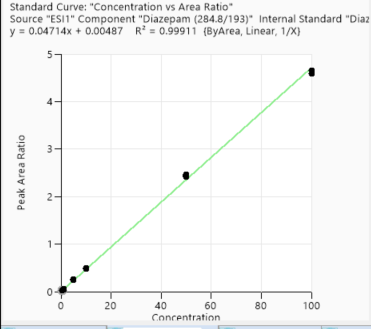 Standard Curve: "Concentration vs Area Ratio"
Source "ESI1" Component "Diazepam (284.8/193)" Internal Standard "Diaz
y = 0.04714x + 0.00487 R² = 0.99911 {ByArea, Linear, 1/X}
5
4
3
2
1
0
Peak Area Ratio
0 20 40 60 80 100
Concentration